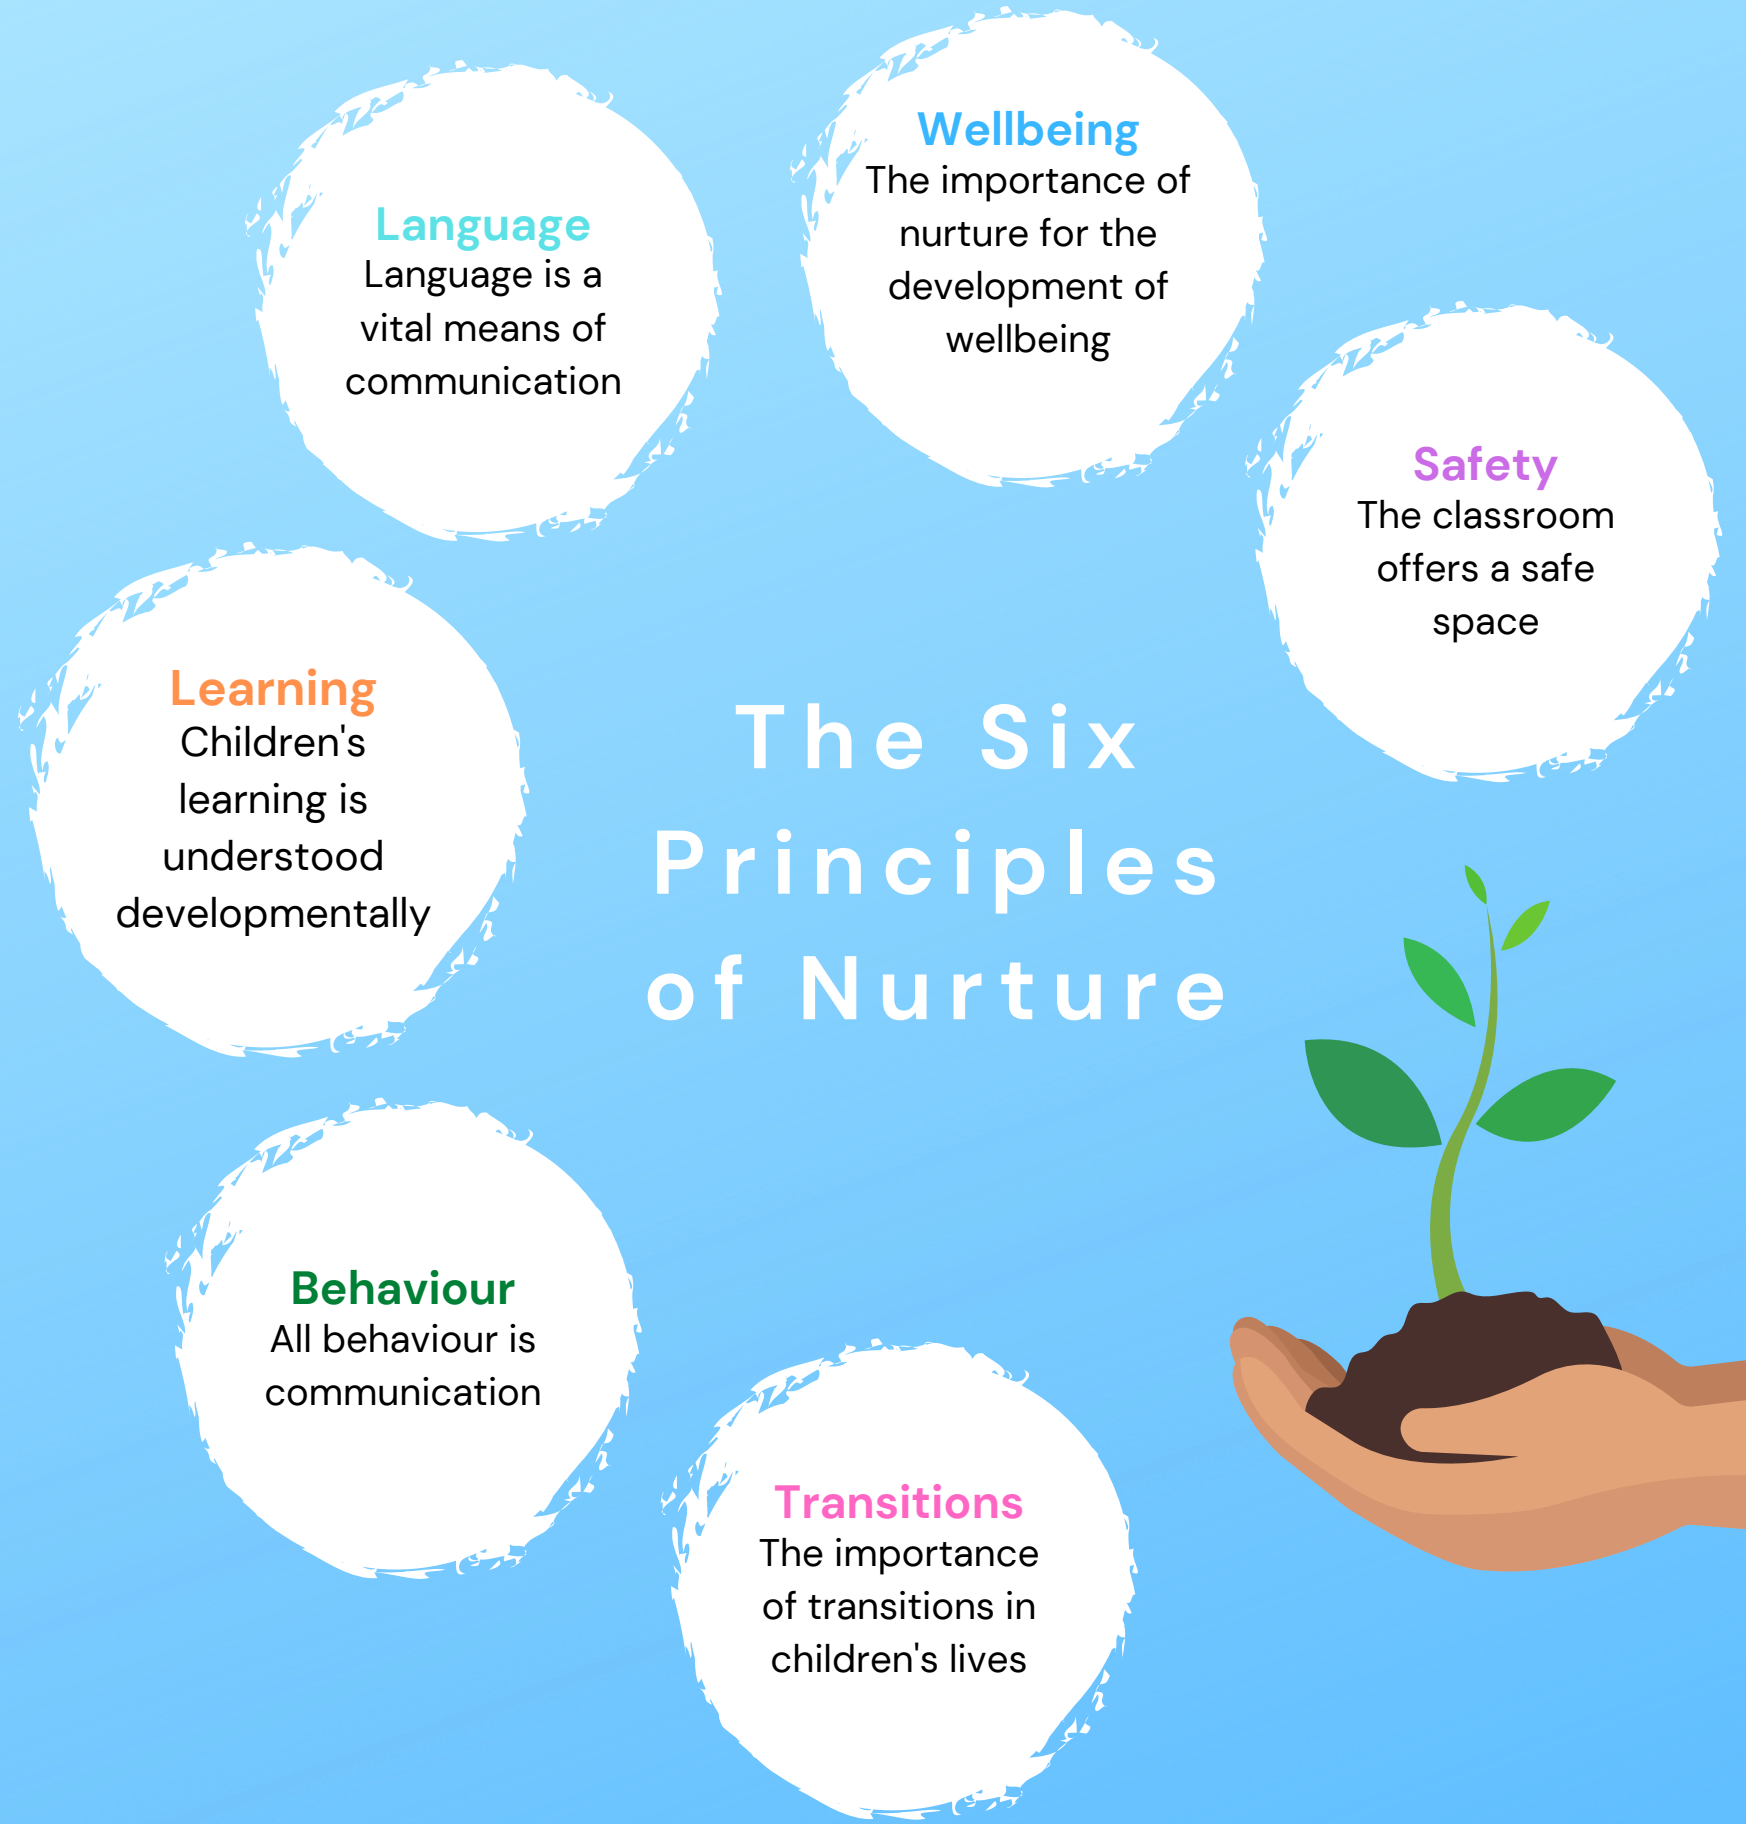 Wellbeing
The importance of
nurture for the
development of
wellbeing
Language
Language is a
vital means of
communication
Safety
The classroom
offers a safe
space
Learning
Children's
learning is
understood
developmentally
The Six
Principles
of Nurture
Behaviour
All behaviour is
communication
Transitions
The importance
of transitions in
children's lives